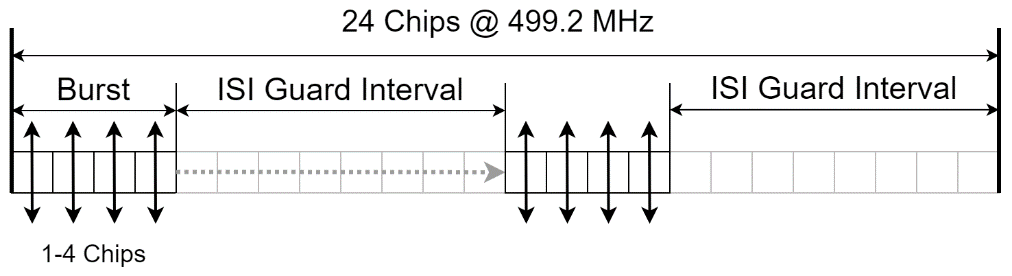 24 Chips @ 499.2 MHz
Burst
ISI Guard Interval
ISI Guard Interval
1-4 Chips